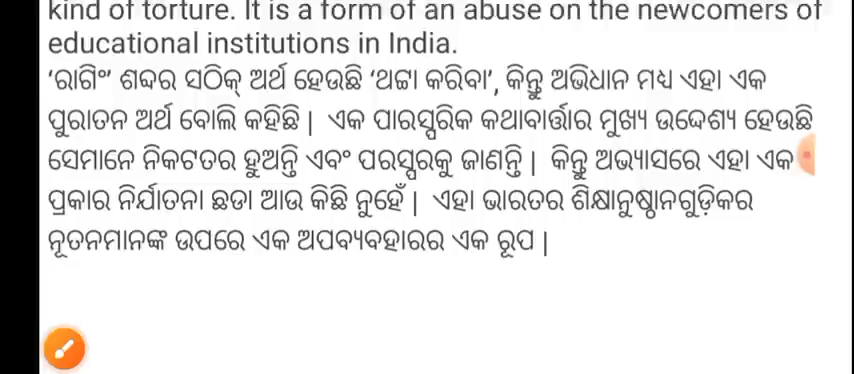 kind of torture. It is a form of an abuse on the newcomers of
educational institutions in India.
‘ରାଗିଂ’ ଶବ୍ଦର ସଠିକ୍ ଅର୍ଥ ହେଉଛି ‘ଥଟ୍ଟା କରିବା’, କିନ୍ତୁ ଅଭିଧାନ ମଧ୍ୟ ଏହା ଏକ
ପୁରାତନ ଅର୍ଥ ବୋଲି କହିଛି | ଏକ ପାରସ୍ପରିକ କଥାବାର୍ତ୍ତାର ମୁଖ୍ୟ ଉଦ୍ଦେଶ୍ୟ ହେଉଛି
ସେମାନେ ନିକଟତର ହୁଅନ୍ତି ଏବଂ ପରସ୍ପରକୁ ଜାଣନ୍ତି | କିନ୍ତୁ ଅଭ୍ୟାସରେ ଏହା ଏକ
ପ୍ରକାର ନିର୍ଯାତନା ଛଡା ଆଉ କିଛି ନୁହେଁ | ଏହା ଭାରତର ଶିକ୍ଷାନୁଷ୍ଠାନଗୁଡ଼ିକର
ନୂତନମାନଙ୍କ ଉପରେ ଏକ ଅପବ୍ୟବହାରର ଏକ ରୂପ |